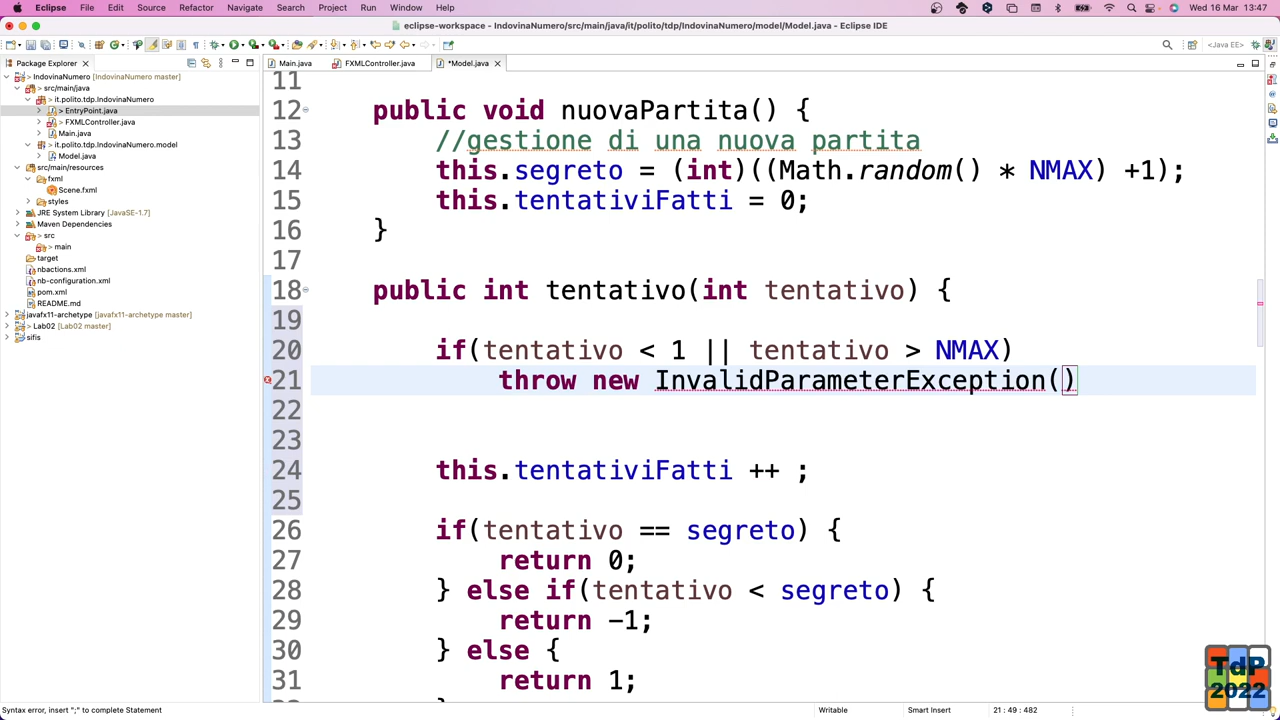 Eclipse File Edit Source Refactor Navigate Search Project Run Window Help Wed 16 Mar 13:47
eclipse-workspace - IndovinaNumero/src/main/java/it/polito/tdp/IndovinaNumero/model/Model.java - Eclipse IDE
<Java EE>
Package Explorer
Main.java
FXMLController.java
*Model.java
> IndovinaNumero [IndovinaNumero master]
> src/main/java
> it.polito.tdp.IndovinaNumero
> EntryPoint.java
> FXMLController.java
Main.java
> it.polito.tdp.IndovinaNumero.model
Model.java
> src/main/resources
> fxml
Scene.fxml
> styles
JRE System Library [JavaSE-1.7]
Maven Dependencies
> src
> main
target
nbactions.xml
nb-configuration.xml
pom.xml
README.md
javafx11-archetype [javafx11-archetype master]
> Lab02 [Lab02 master]
sifis
11
12 public void nuovaPartita() {
13 //gestione di una nuova partita
14 this.segreto = (int)((Math.random() * NMAX) +1);
15 this.tentativiFatti = 0;
16 }
17
18 public int tentativo(int tentativo) {
19
20 if(tentativo < 1 || tentativo > NMAX)
21 throw new InvalidParameterException()
22
23
24 this.tentativiFatti ++ ;
25
26 if(tentativo == segreto) {
27 return 0;
28 } else if(tentativo < segreto) {
29 return -1;
30 } else {
31 return 1;
TdP
2022
Syntax error, insert ";" to complete Statement
Writable
Smart Insert
21 : 49 : 482